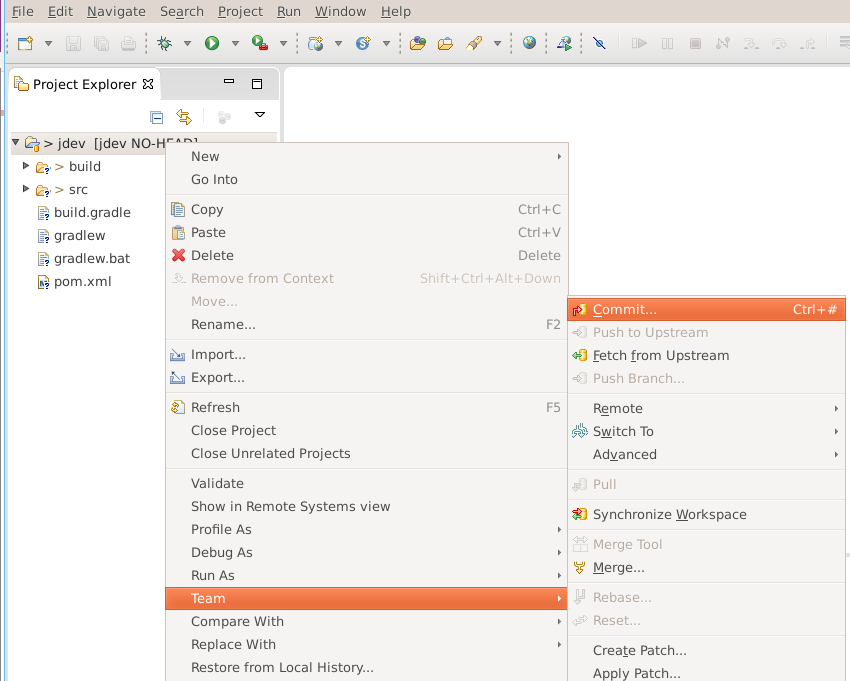 File Edit Navigate Search Project Run Window Help
Project Explorer
> jdev [jdev NO-HEAD]
> build
> src
build.gradle
gradlew
gradlew.bat
pom.xml
New
Go Into
Copy Ctrl+C
Paste Ctrl+V
Delete Delete
Remove from Context Shift+Ctrl+Alt+Down
Move...
Rename... F2
Import...
Export...
Refresh F5
Close Project
Close Unrelated Projects
Validate
Show in Remote Systems view
Profile As
Debug As
Run As
Team
Compare With
Replace With
Restore from Local History...
Commit... Ctrl+#
Push to Upstream
Fetch from Upstream
Push Branch...
Remote
Switch To
Advanced
Pull
Synchronize Workspace
Merge Tool
Merge...
Rebase...
Reset...
Create Patch...
Apply Patch...